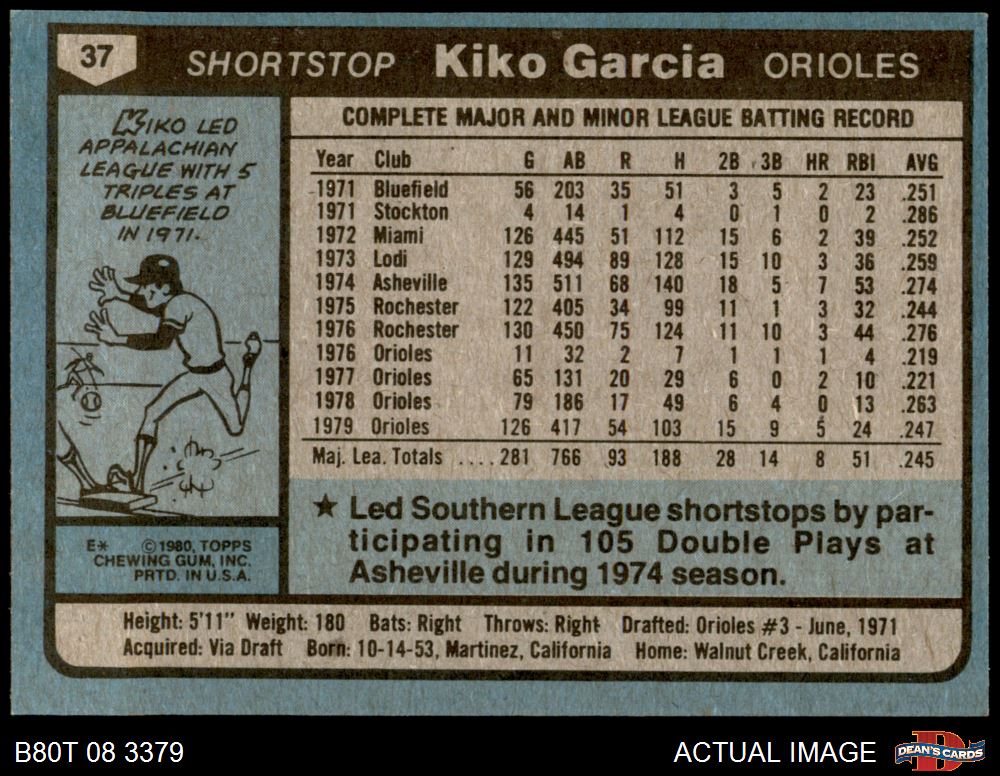 37 SHORTSTOP Kiko Garcia ORIOLES
KIKO LED
APPALACHIAN
LEAGUE WITH 5
TRIPLES AT
BLUEFIELD
IN 1971.
COMPLETE MAJOR AND MINOR LEAGUE BATTING RECORD
Year Club G AB R H 2B 3B HR RBI AVG
1971 Bluefield 56 203 35 51 3 5 2 23 .251
1971 Stockton 4 14 1 4 0 1 0 2 .286
1972 Miami 126 445 51 112 15 6 2 39 .252
1973 Lodi 129 494 89 128 15 10 3 36 .259
1974 Asheville 135 511 68 140 18 5 7 53 .274
1975 Rochester 122 405 34 99 11 1 3 32 .244
1976 Rochester 130 450 75 124 11 10 3 44 .276
1976 Orioles 11 32 2 7 1 1 1 4 .219
1977 Orioles 65 131 20 29 6 0 2 10 .221
1978 Orioles 79 186 17 49 6 4 0 13 .263
1979 Orioles 126 417 54 103 15 9 5 24 .247
Maj. Lea. Totals .... 281 766 93 188 28 14 8 51 .245
★ Led Southern League shortstops by par-
ticipating in 105 Double Plays at
Asheville during 1974 season.
E* ©1980, TOPPS
CHEWING GUM, INC.
PRTD. IN U.S.A.
Height: 5'11" Weight: 180 Bats: Right Throws: Right Drafted: Orioles #3 - June, 1971
Acquired: Via Draft Born: 10-14-53, Martinez, California Home: Walnut Creek, California
B80T 08 3379 ACTUAL IMAGE DEAN'S CARDS